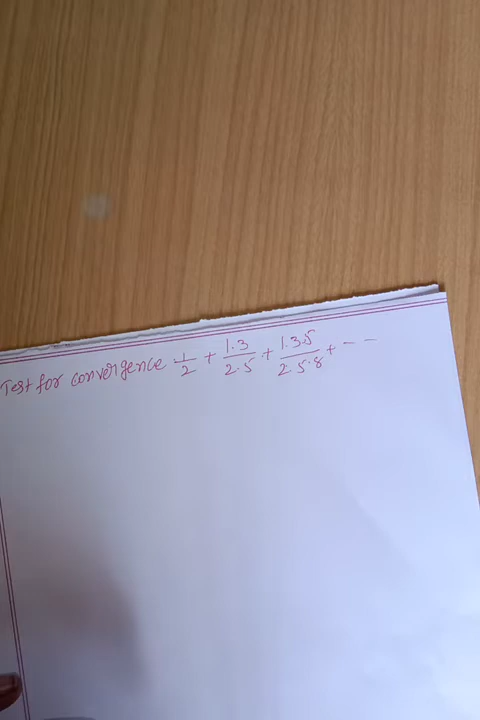 Test for convergence 1/2 + 1.3/2.5 + 1.3.5/2.5.8 + - - -